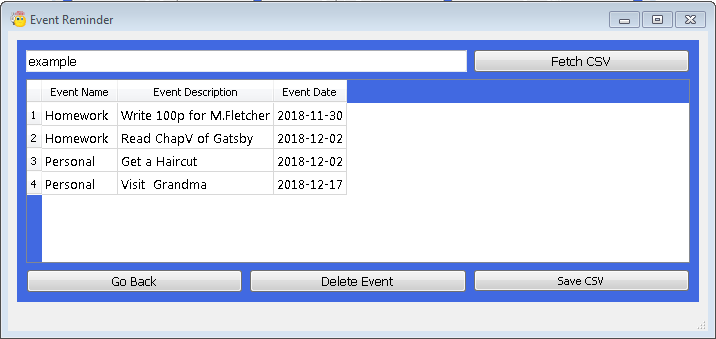 Event Reminder
example Fetch CSV
Event Name Event Description Event Date
1 Homework Write 100p for M.Fletcher 2018-11-30
2 Homework Read ChapV of Gatsby 2018-12-02
3 Personal Get a Haircut 2018-12-02
4 Personal Visit Grandma 2018-12-17
Go Back Delete Event Save CSV